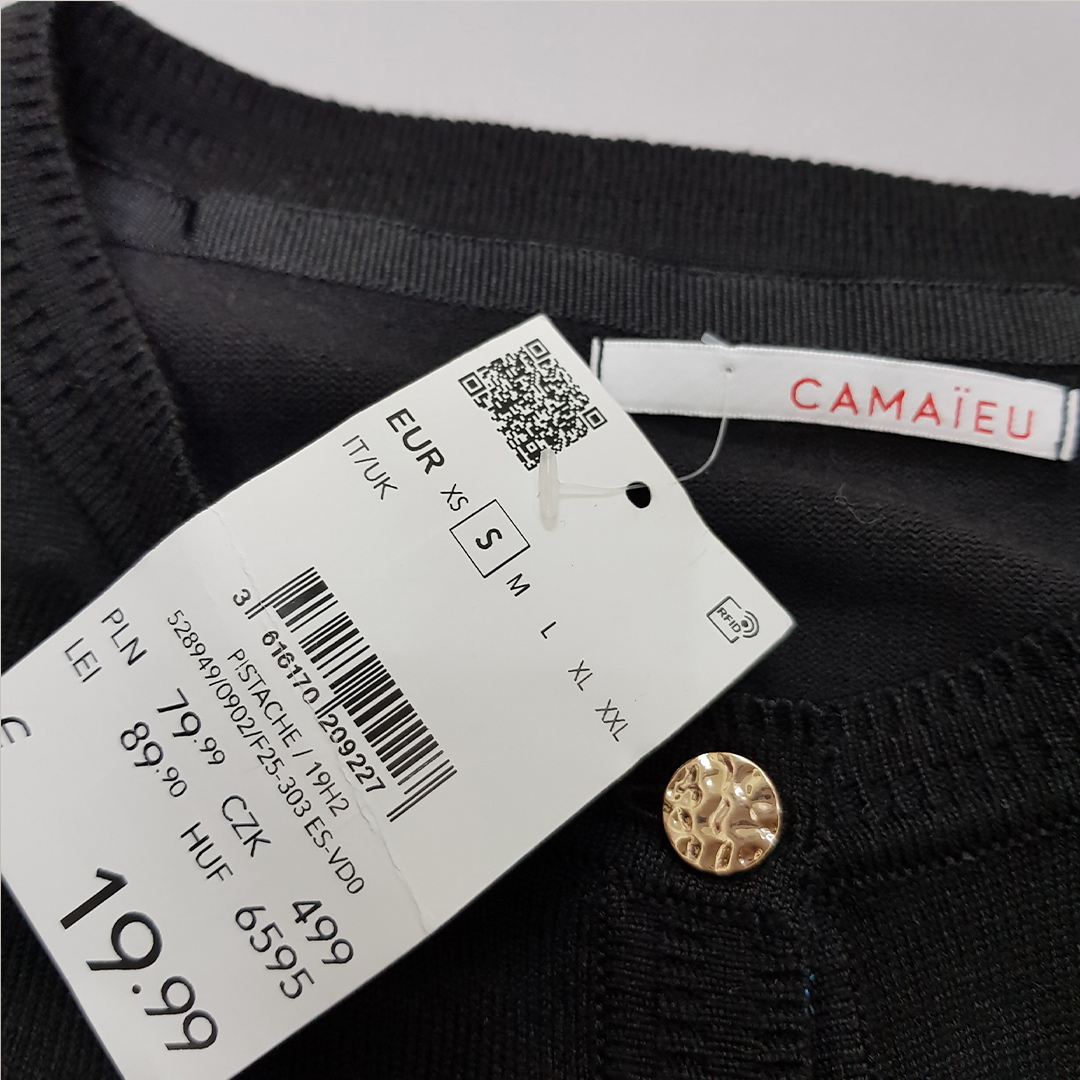 CAMAÏEU
EUR XS S M L XL XXL
IT/UK
RFID
3 616170 209227
PISTACHE / 19H2
528949/0902/F25-303 ES-VD0
PLN 79.99 CZK 499
LEI 89.90 HUF 6595
19.99